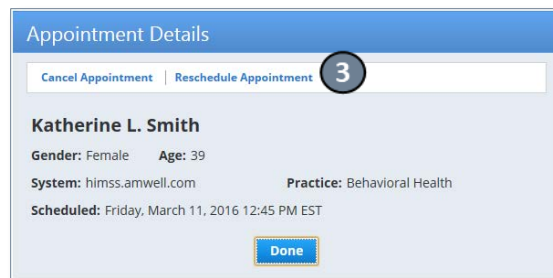 Appointment Details
Cancel Appointment | Reschedule Appointment 3
Katherine L. Smith
Gender: Female Age: 39
System: himss.amwell.com Practice: Behavioral Health
Scheduled: Friday, March 11, 2016 12:45 PM EST
Done